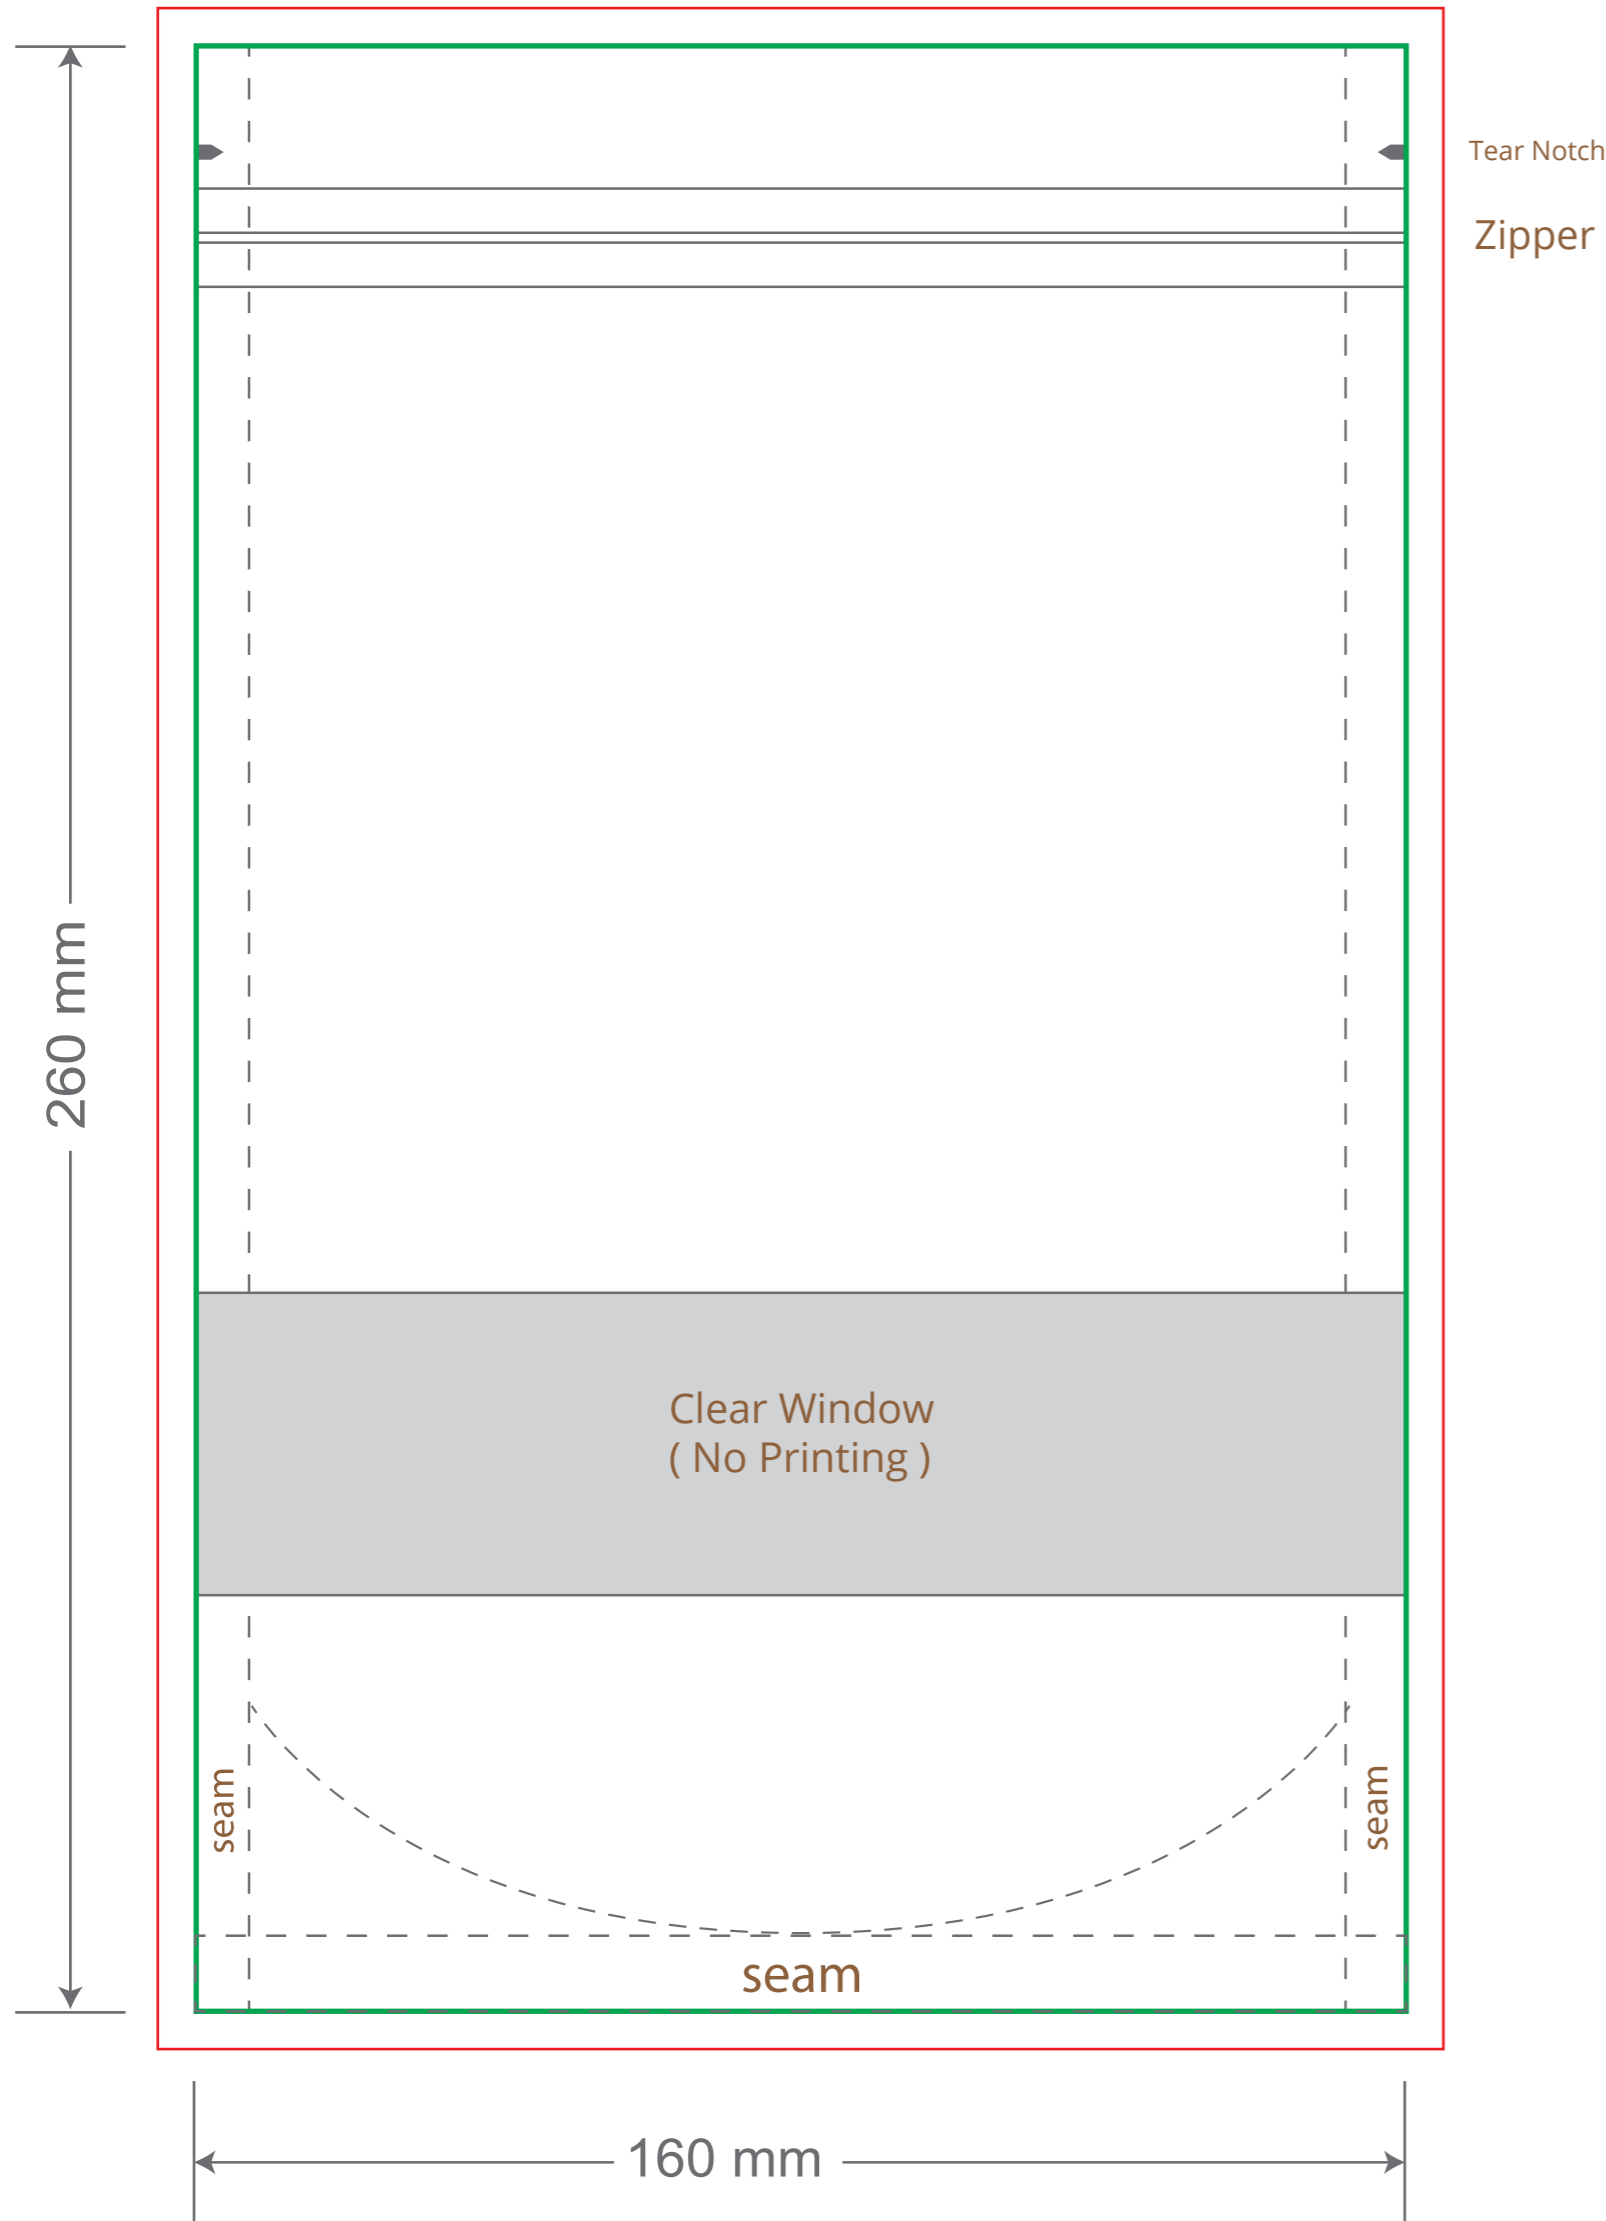 Tear Notch
Zipper
260 mm
Clear Window
( No Printing )
seam
seam
seam
160 mm